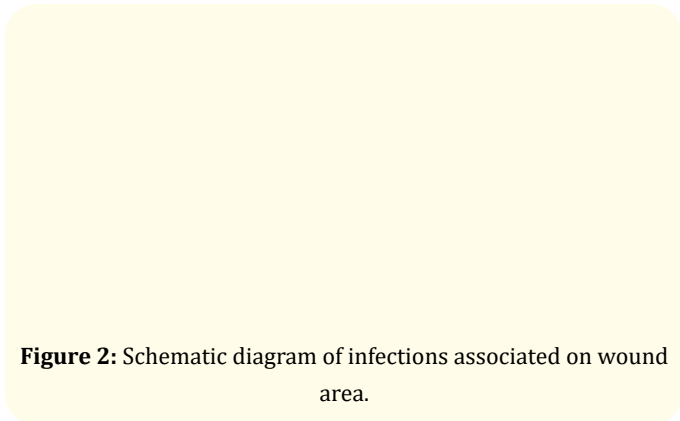 Figure 2: Schematic diagram of infections associated on wound
area.